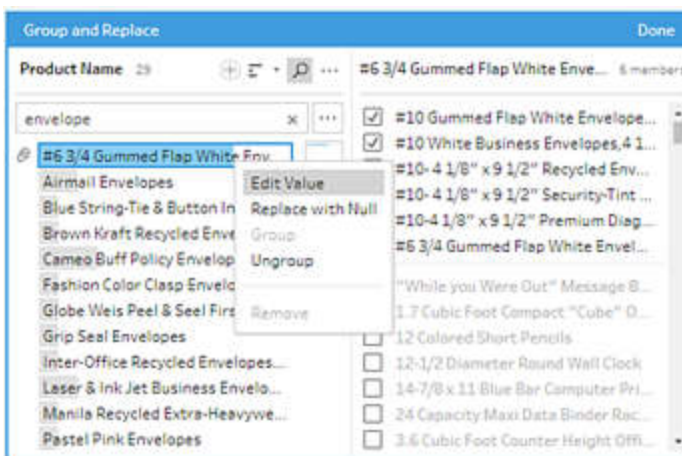 Group and Replace Done
Product Name 29
#6 3/4 Gummed Flap White Enve... 6 members
envelope
#6 3/4 Gummed Flap White Env
Airmail Envelopes
Blue String-Tie & Button In
Brown Kraft Recycled Enve
Cameo Buff Policy Envelop
Fashion Color Clasp Envelo
Globe Weis Peel & Seel Firs
Grip Seal Envelopes
Inter-Office Recycled Envelopes...
Laser & Ink Jet Business Envelo...
Manila Recycled Extra-Heavywe...
Pastel Pink Envelopes
Edit Value
Replace with Null
Group
Ungroup
Remove
#10 Gummed Flap White Envelope...
#10 White Business Envelopes,4 1...
#10- 4 1/8" x 9 1/2" Recycled Env...
#10- 4 1/8" x 9 1/2" Security-Tint ...
#10-4 1/8" x 9 1/2" Premium Diag...
#6 3/4 Gummed Flap White Envel...
"While you Were Out" Message B...
1.7 Cubic Foot Compact "Cube" O...
12 Colored Short Pencils
12-1/2 Diameter Round Wall Clock
14-7/8 x 11 Blue Bar Computer Pri...
24 Capacity Maxi Data Binder Rac...
3.6 Cubic Foot Counter Height Offi...